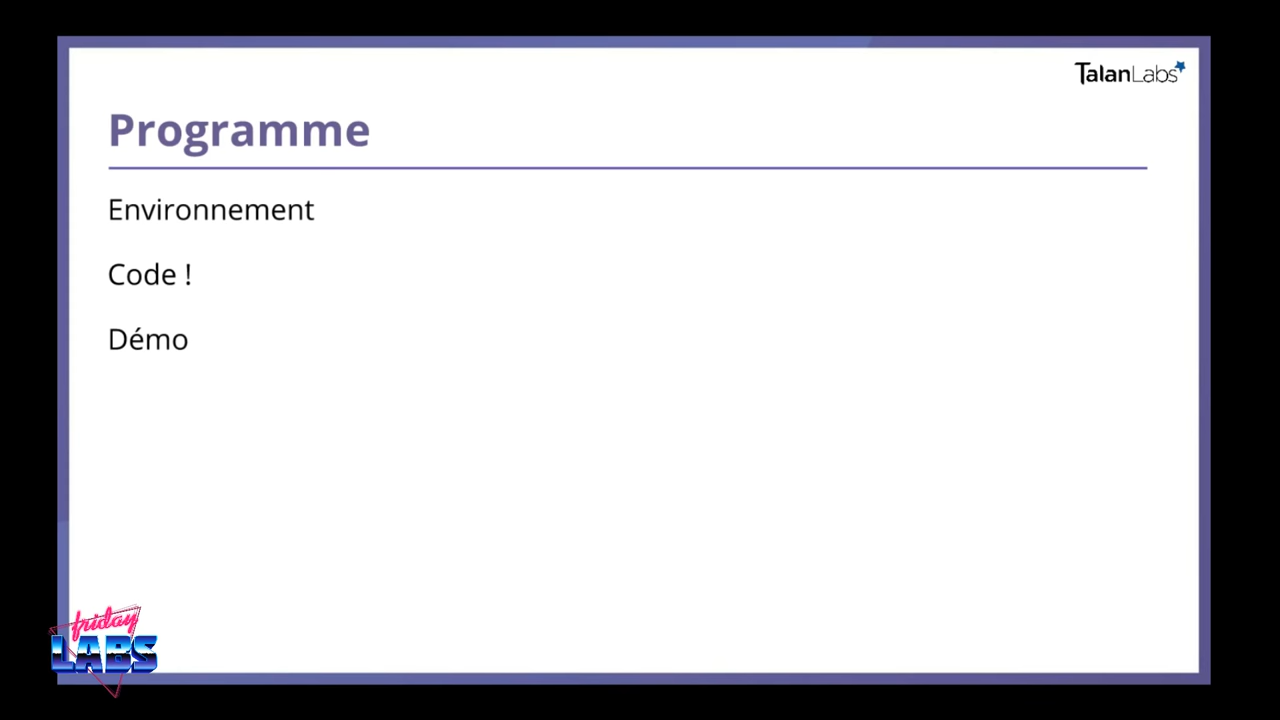 TalanLabs
Programme
Environnement
Code !
Démo
friday
LABS